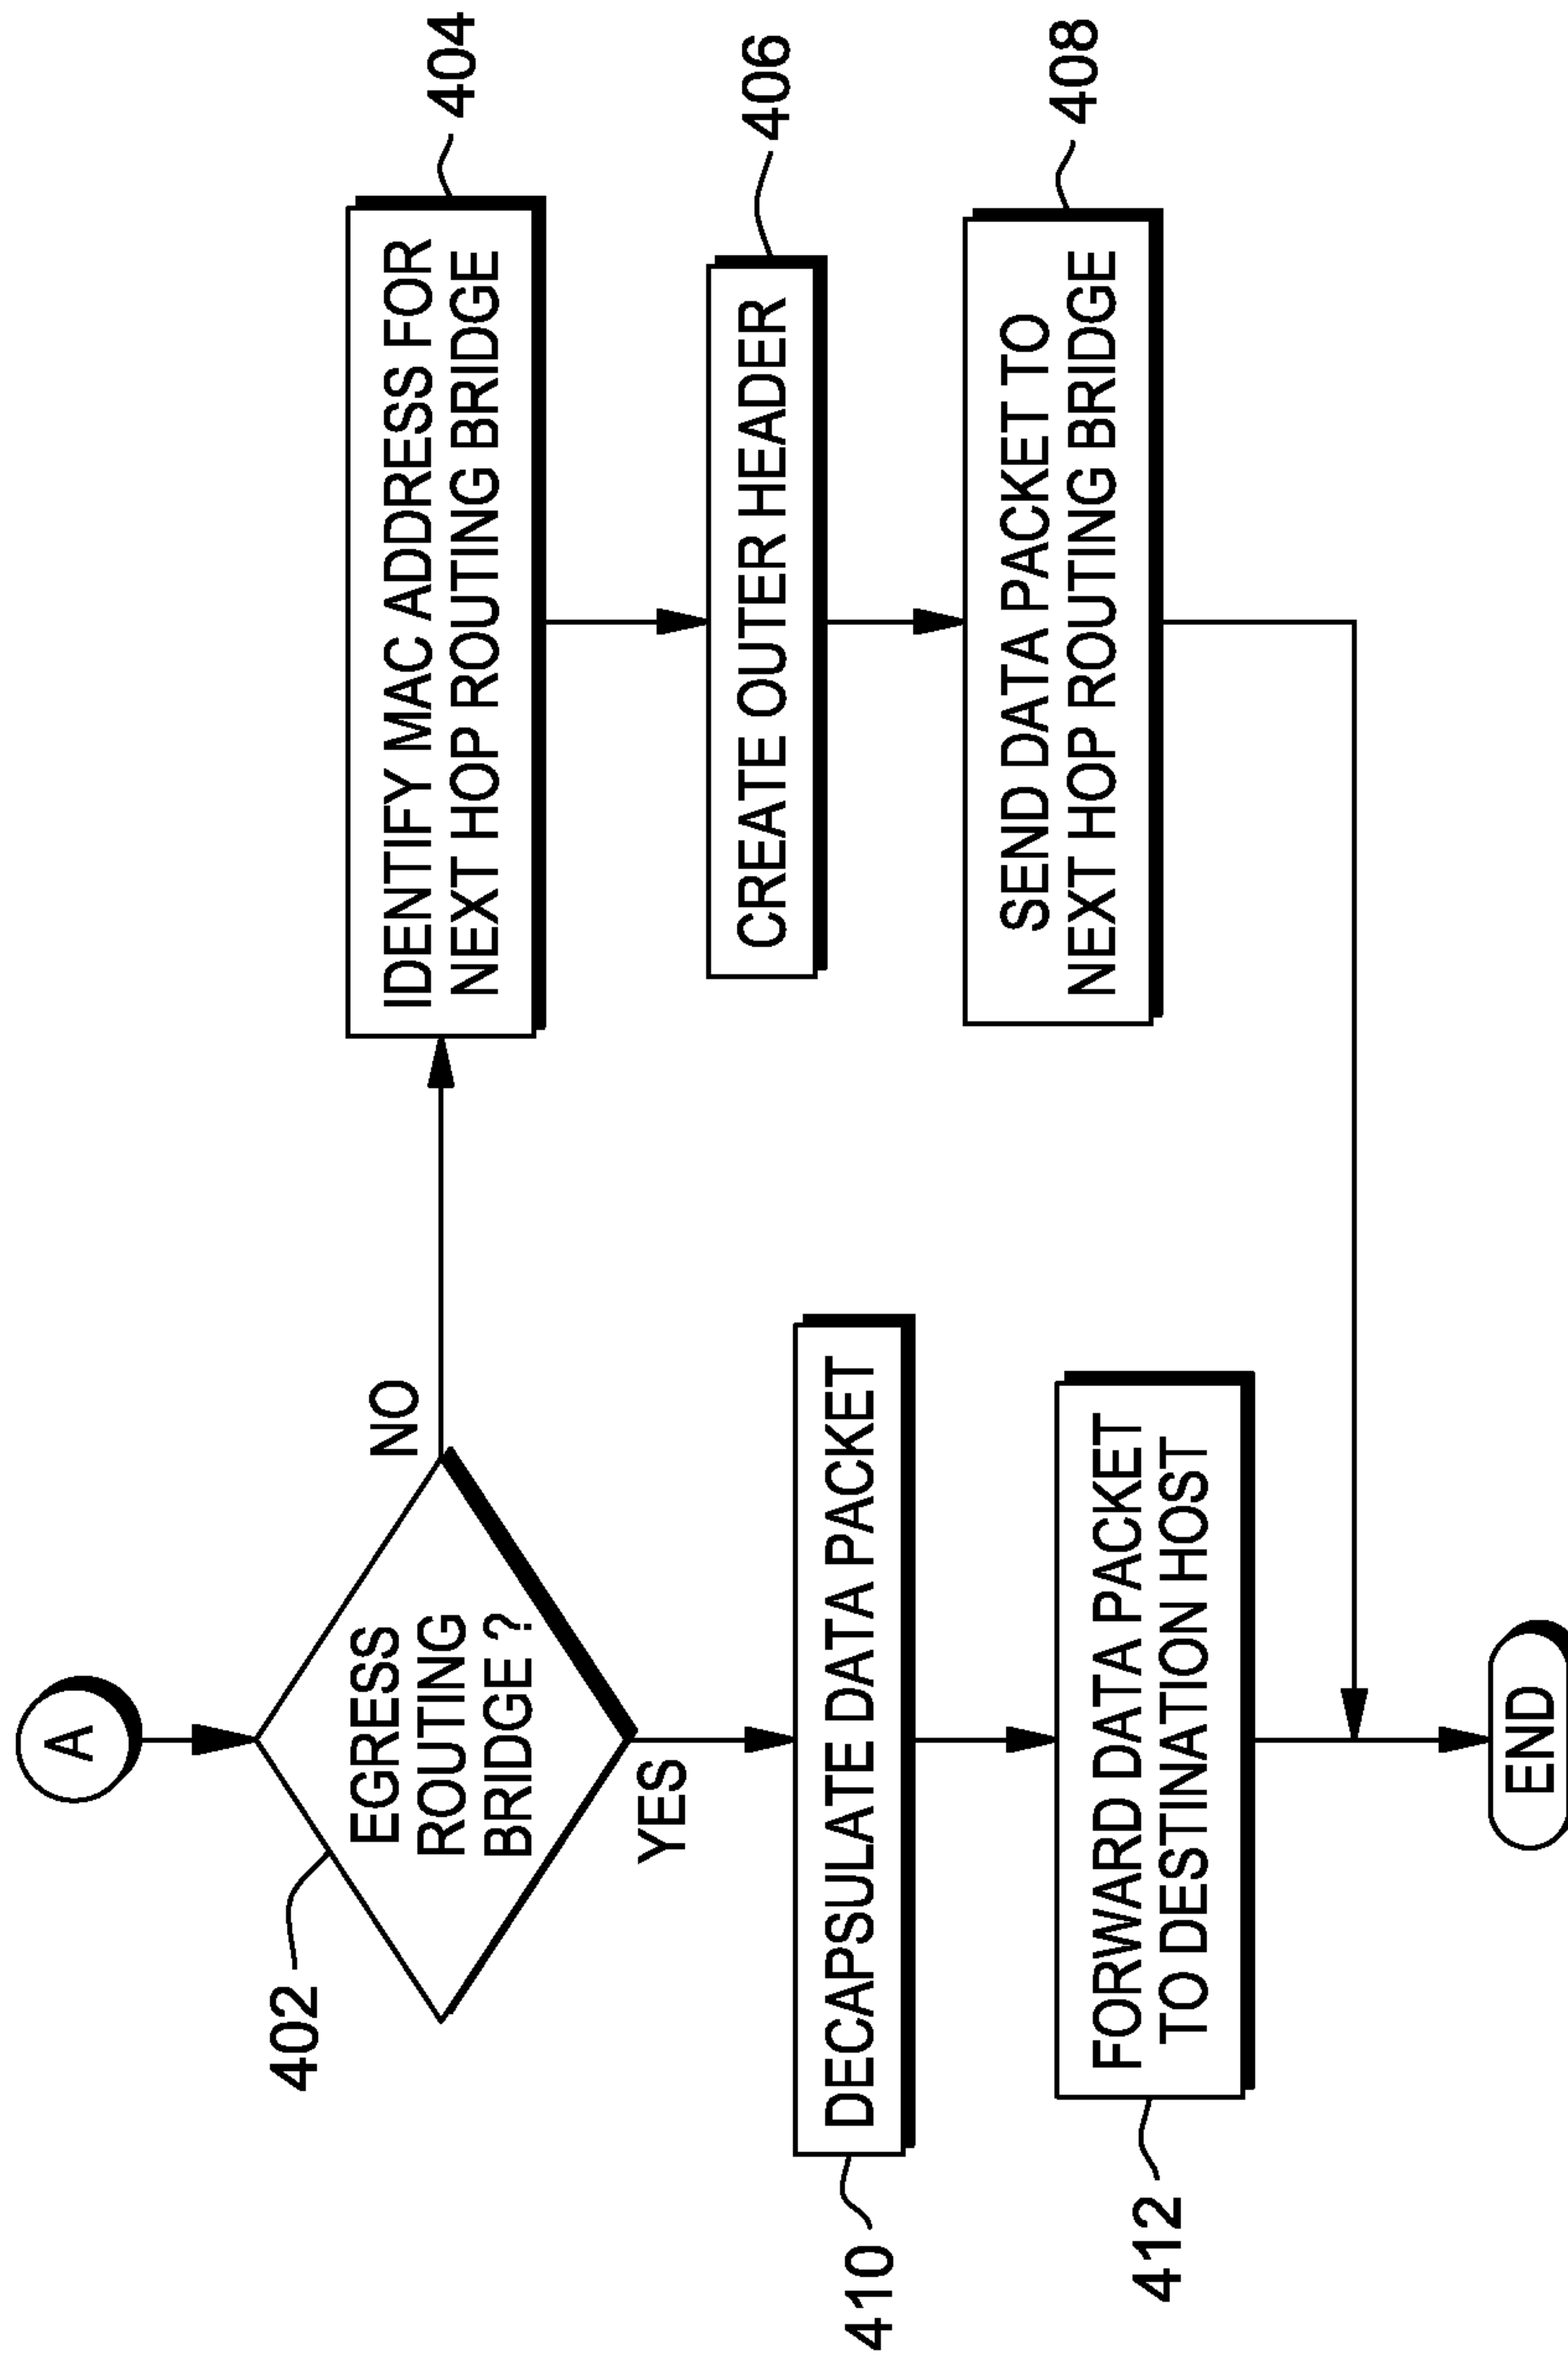 A
402
EGRESS
ROUTING
BRIDGE ?
NO
YES
404
IDENTIFY MAC ADDRESS FOR
NEXT HOP ROUTING BRIDGE
406
CREATE OUTER HEADER
408
SEND DATA PACKET TO
NEXT HOP ROUTING BRIDGE
410
DECAPSULATE DATA PACKET
412
FORWARD DATA PACKET
TO DESTINATION HOST
END